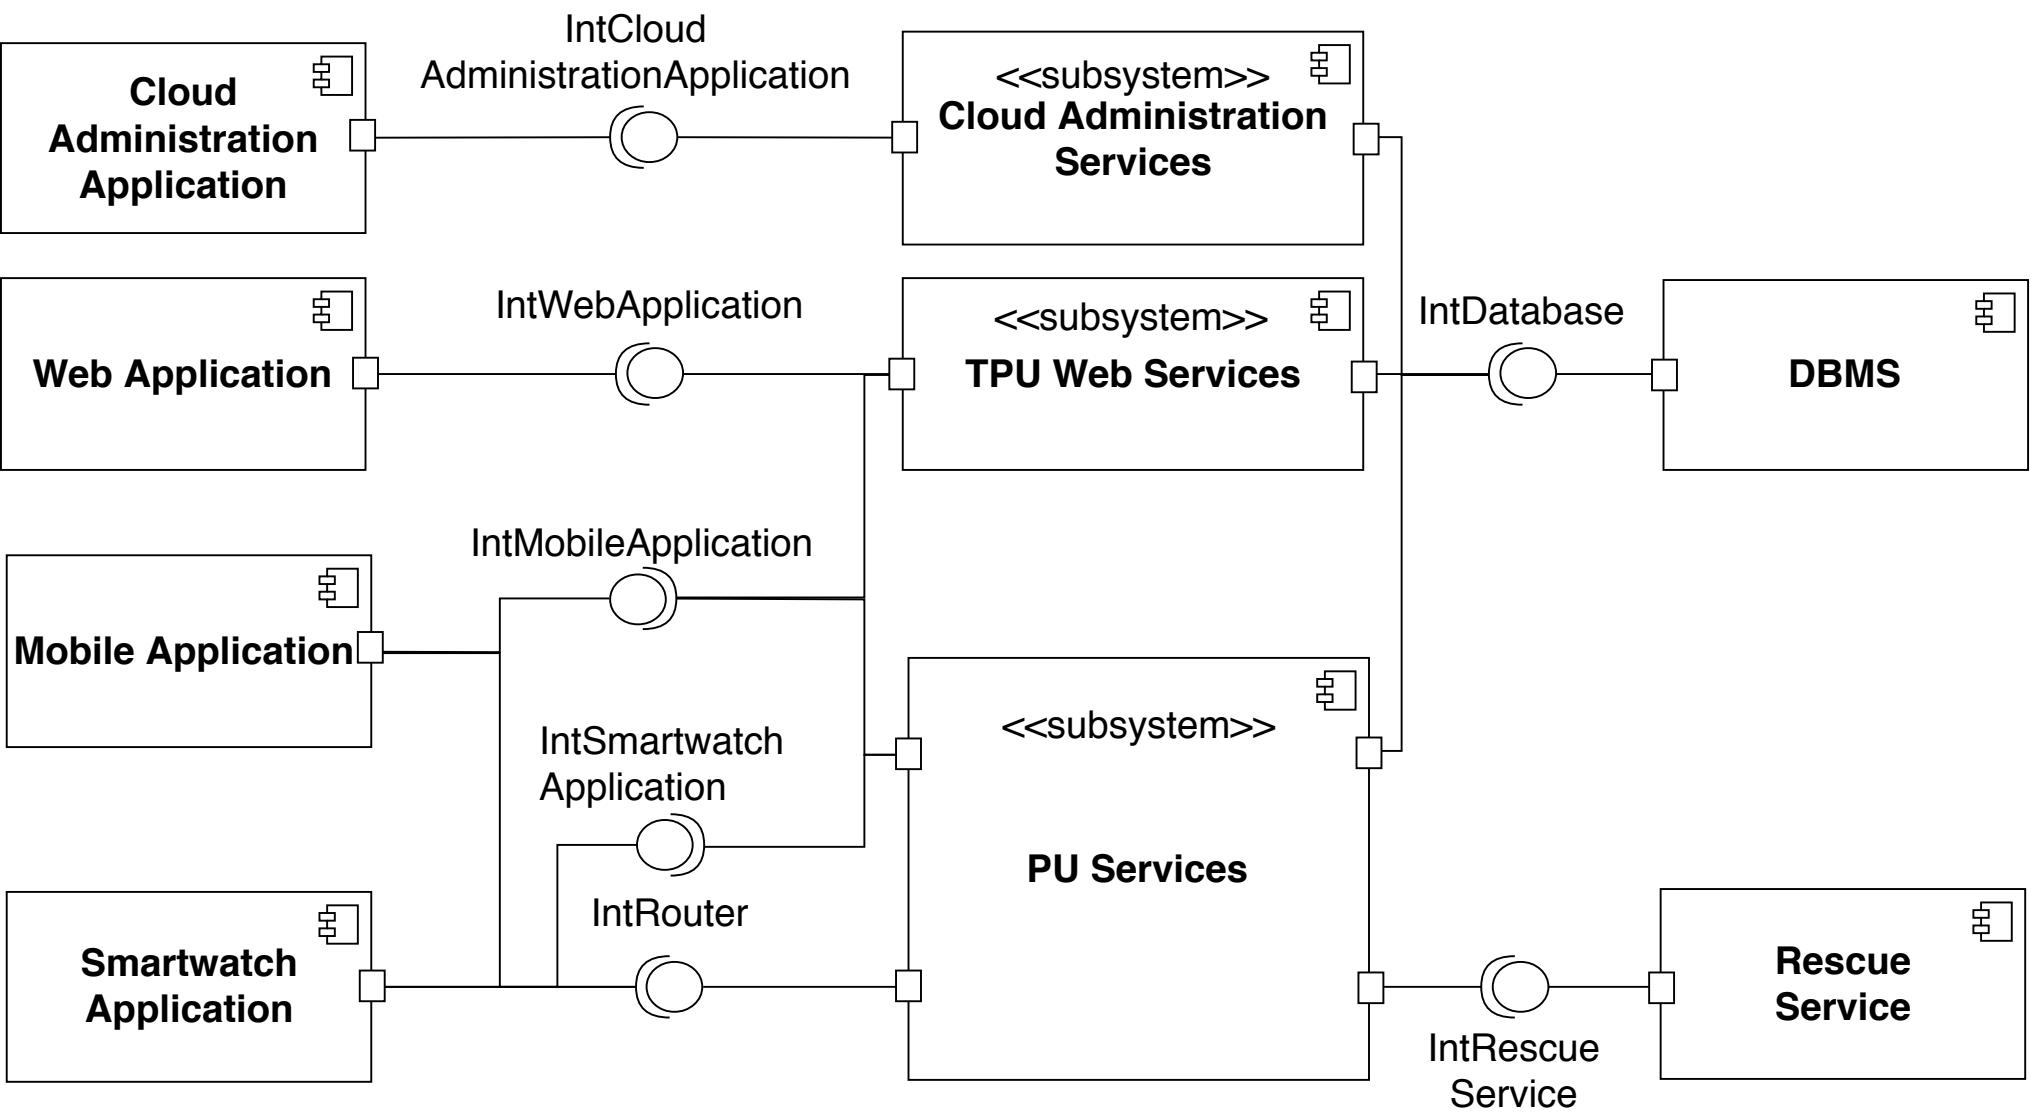 IntCloud
AdministrationApplication
Cloud
Administration
Application
<<subsystem>>
Cloud Administration
Services
IntWebApplication
Web Application
<<subsystem>>
TPU Web Services
IntDatabase
DBMS
IntMobileApplication
Mobile Application
IntSmartwatch
Application
<<subsystem>>
PU Services
IntRouter
Smartwatch
Application
Rescue
Service
IntRescue
Service